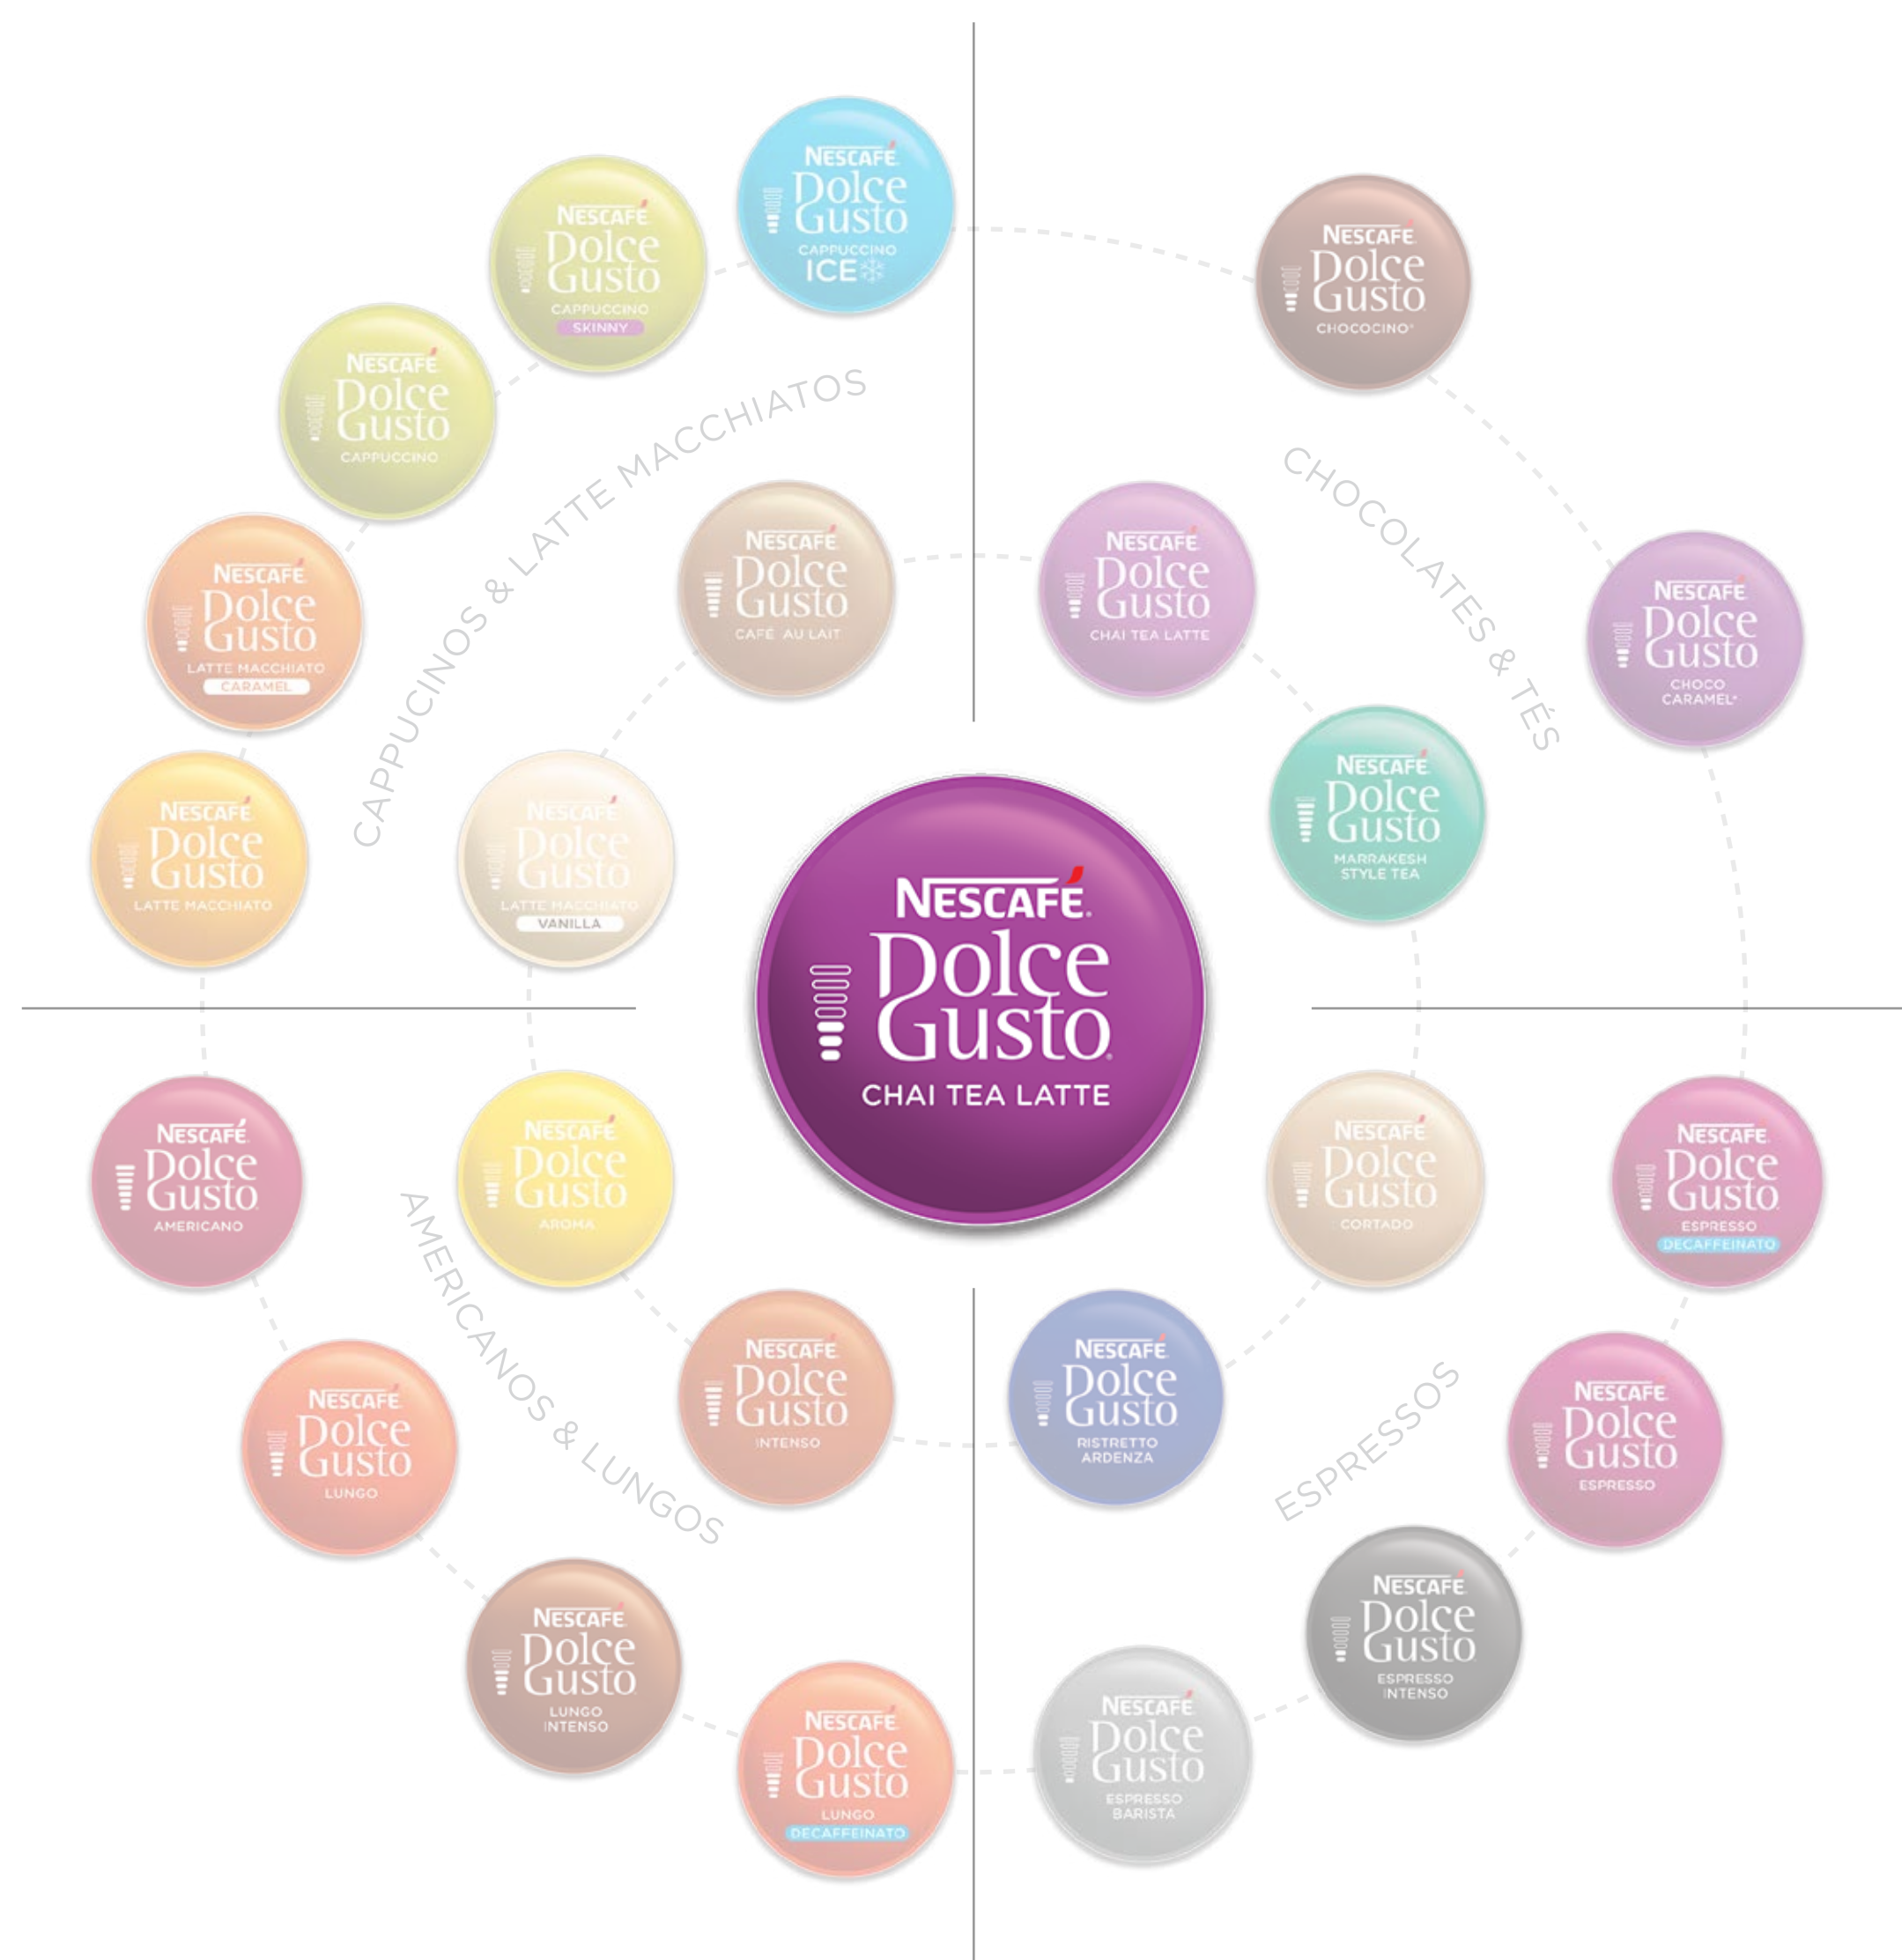 NESCAFÉ
Dolce
Gusto
CAPPUCCINO
ICE
NESCAFÉ
Dolce
Gusto
CAPPUCCINO
SKINNY
NESCAFÉ
Dolce
Gusto
CAPPUCCINO
NESCAFÉ
Dolce
Gusto
LATTE MACCHIATO
CARAMEL
NESCAFÉ
Dolce
Gusto
LATTE MACCHIATO
CAPPUCINOS & LATTE MACCHIATOS
NESCAFÉ
Dolce
Gusto
CAFÉ AU LAIT
NESCAFÉ
Dolce
Gusto
LATTE MACCHIATO
VANILLA
NESCAFÉ
Dolce
Gusto
CHOCOCINO*
NESCAFÉ
Dolce
Gusto
CHOCO
CARAMEL*
CHOCOLATES & TÉS
NESCAFÉ
Dolce
Gusto
CHAI TEA LATTE
NESCAFÉ
Dolce
Gusto
MARRAKESH
STYLE TEA
NESCAFÉ®
Dolce
Gusto®
CHAI TEA LATTE
NESCAFÉ
Dolce
Gusto
AMERICANO
NESCAFÉ
Dolce
Gusto
AROMA
AMERICANOS & LUNGOS
NESCAFÉ
Dolce
Gusto
INTENSO
NESCAFÉ
Dolce
Gusto
LUNGO
NESCAFÉ
Dolce
Gusto
LUNGO
INTENSO
NESCAFÉ
Dolce
Gusto
LUNGO
DECAFFEINATO
NESCAFÉ
Dolce
Gusto
CORTADO
NESCAFÉ
Dolce
Gusto
ESPRESSO
DECAFFEINATO
NESCAFÉ
Dolce
Gusto
RISTRETTO
ARDENZA
ESPRESSOS
NESCAFÉ
Dolce
Gusto
ESPRESSO
NESCAFÉ
Dolce
Gusto
ESPRESSO
INTENSO
NESCAFÉ
Dolce
Gusto
ESPRESSO
BARISTA